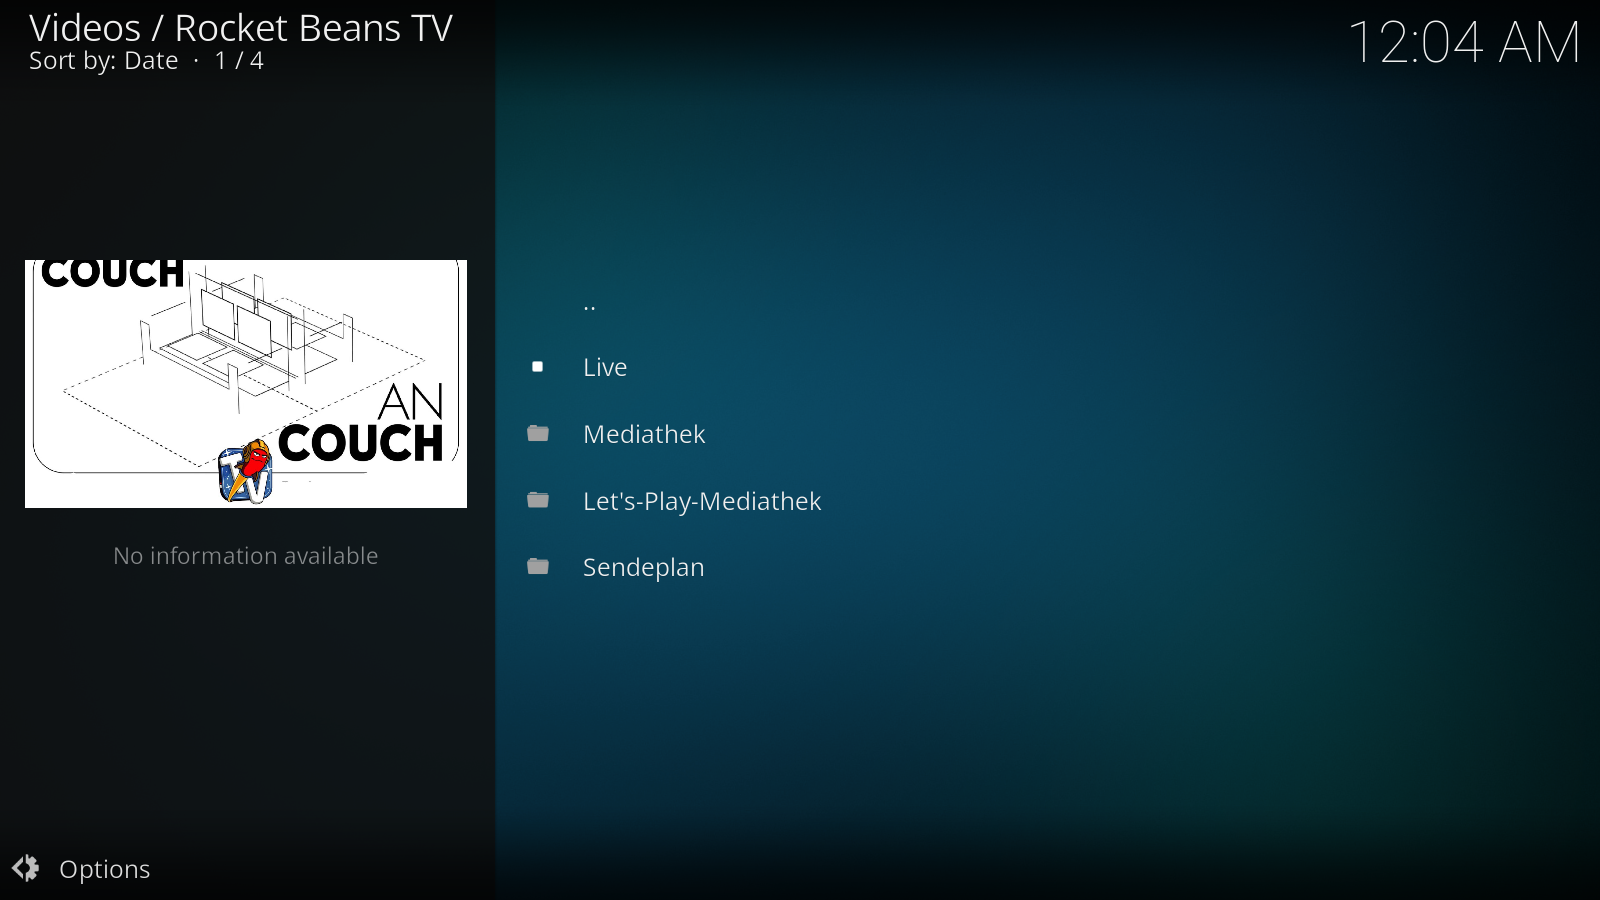 Videos / Rocket Beans TV
Sort by: Date · 1 / 4
12:04 AM
COUCH
AN
COUCH
TV
No information available
..
Live
Mediathek
Let's-Play-Mediathek
Sendeplan
Options